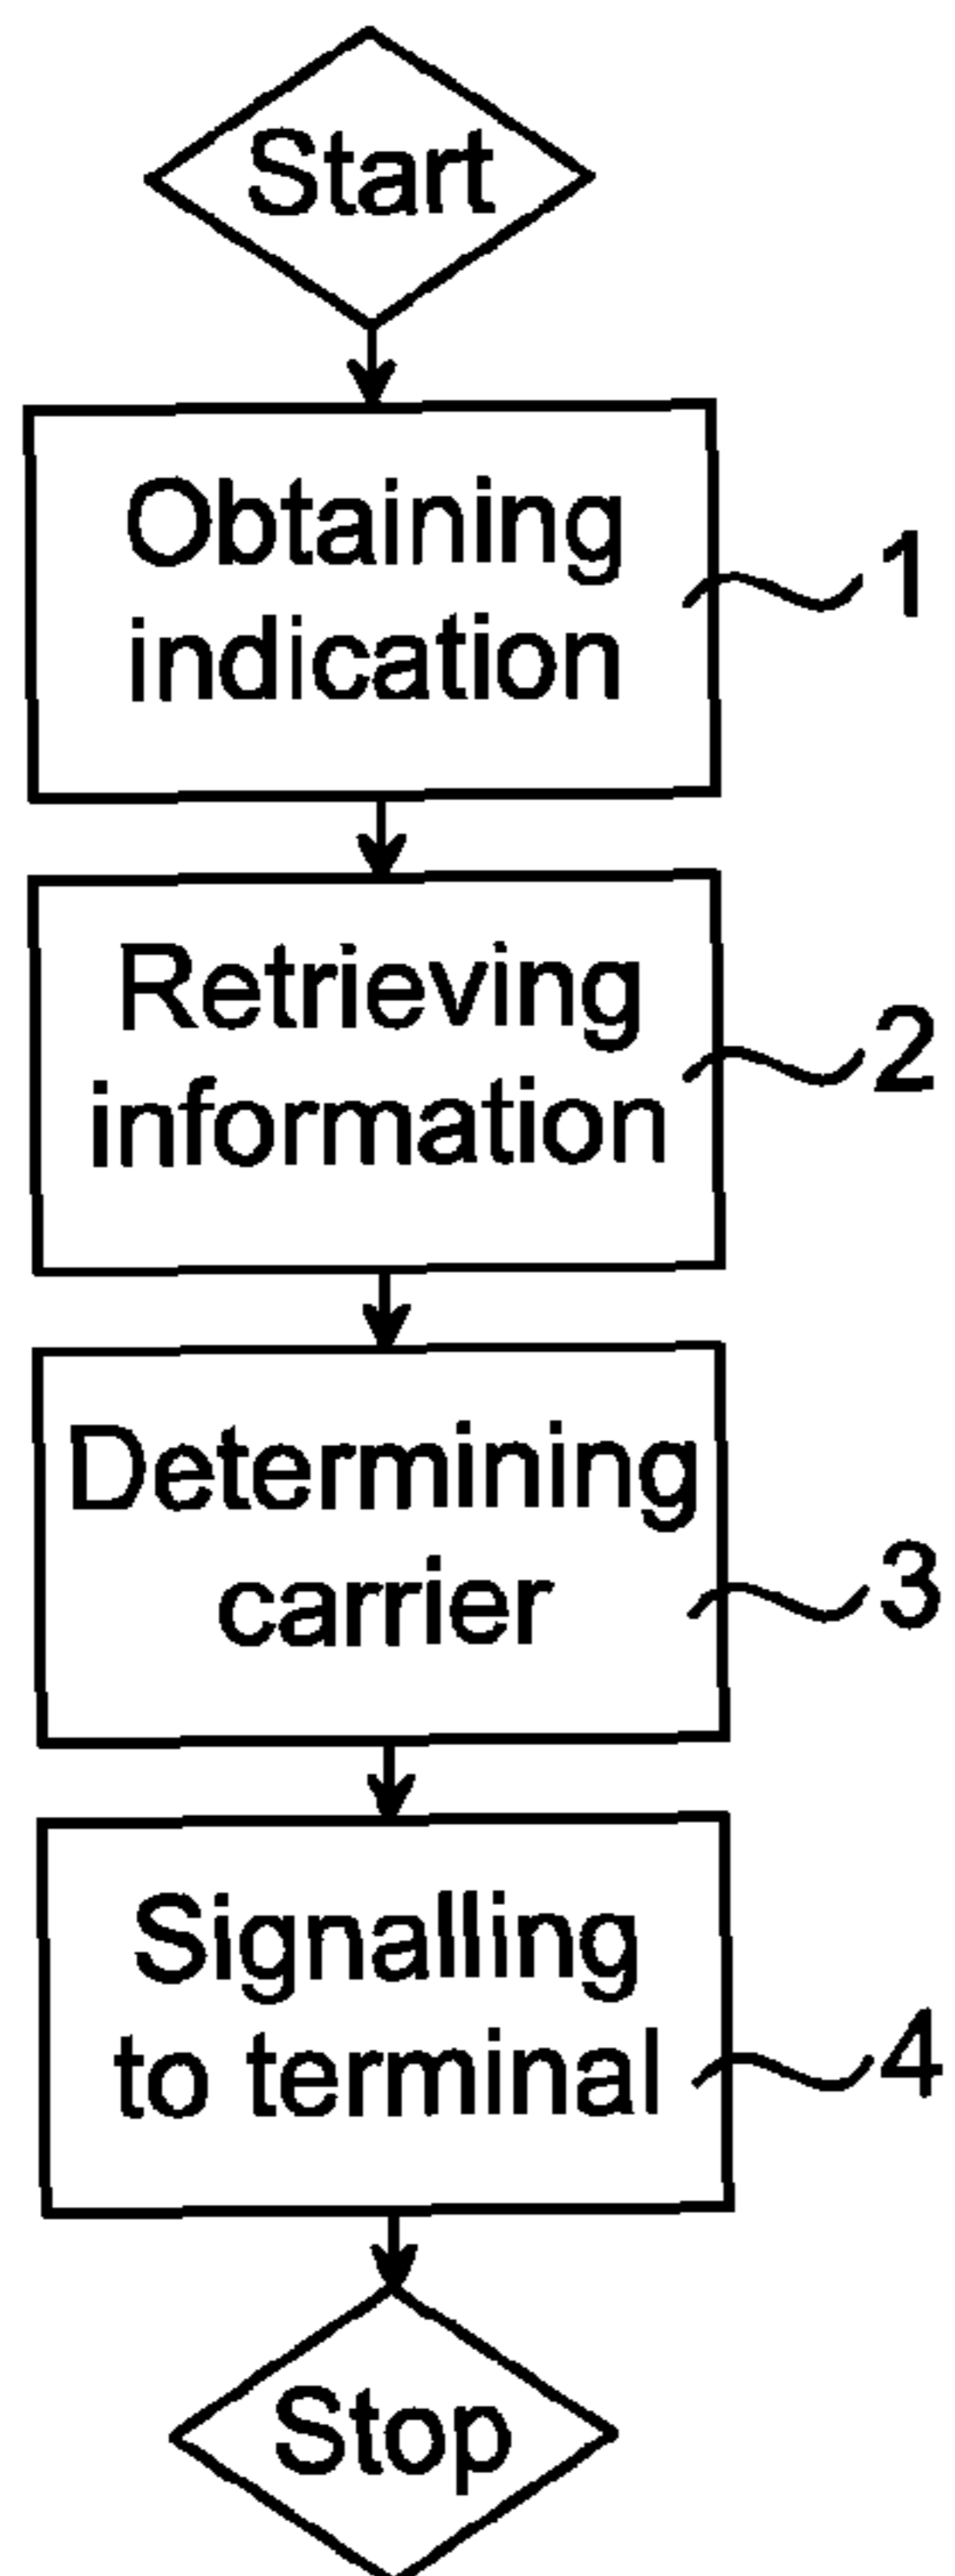 Start
Obtaining
indication
1
Retrieving
information
2
Determining
carrier
3
Signalling
to terminal
4
Stop